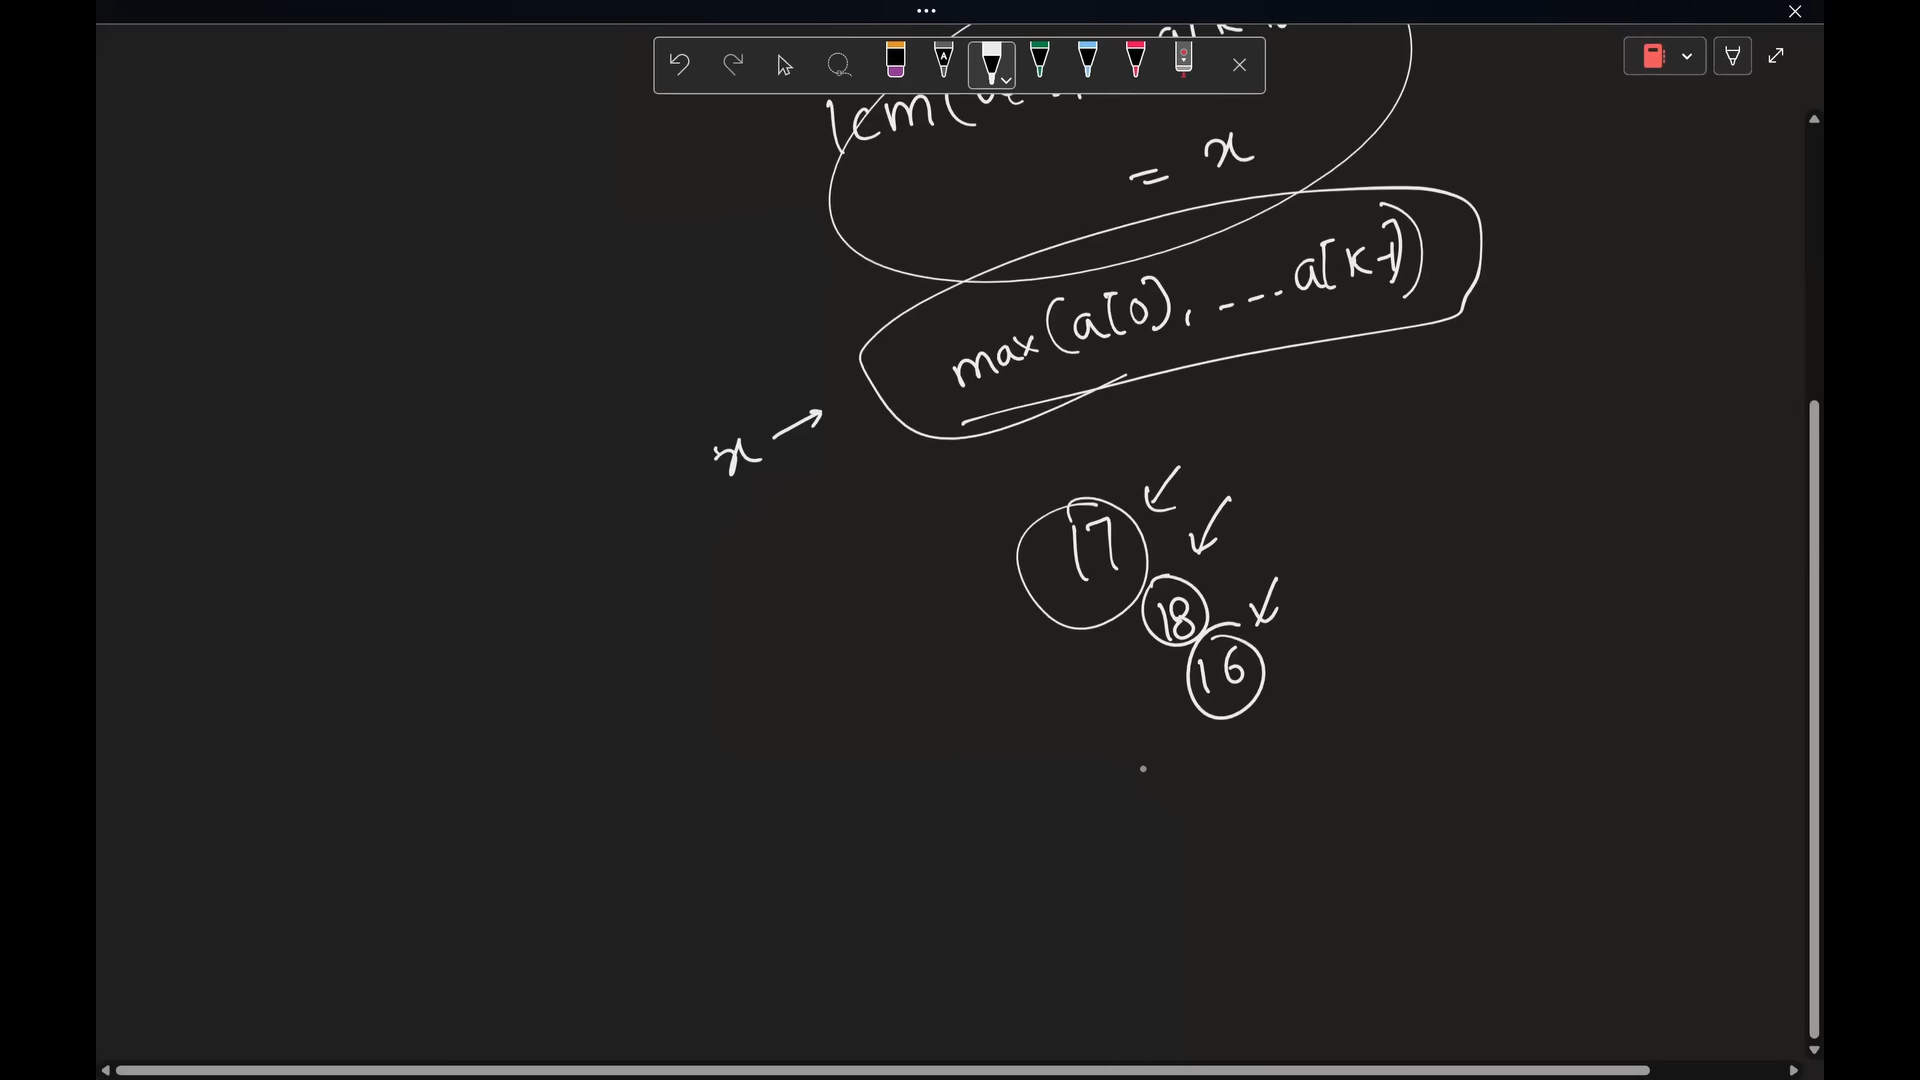 lcm(
= x
max(a[0], ---- a[k-1])
x →
17
18
16